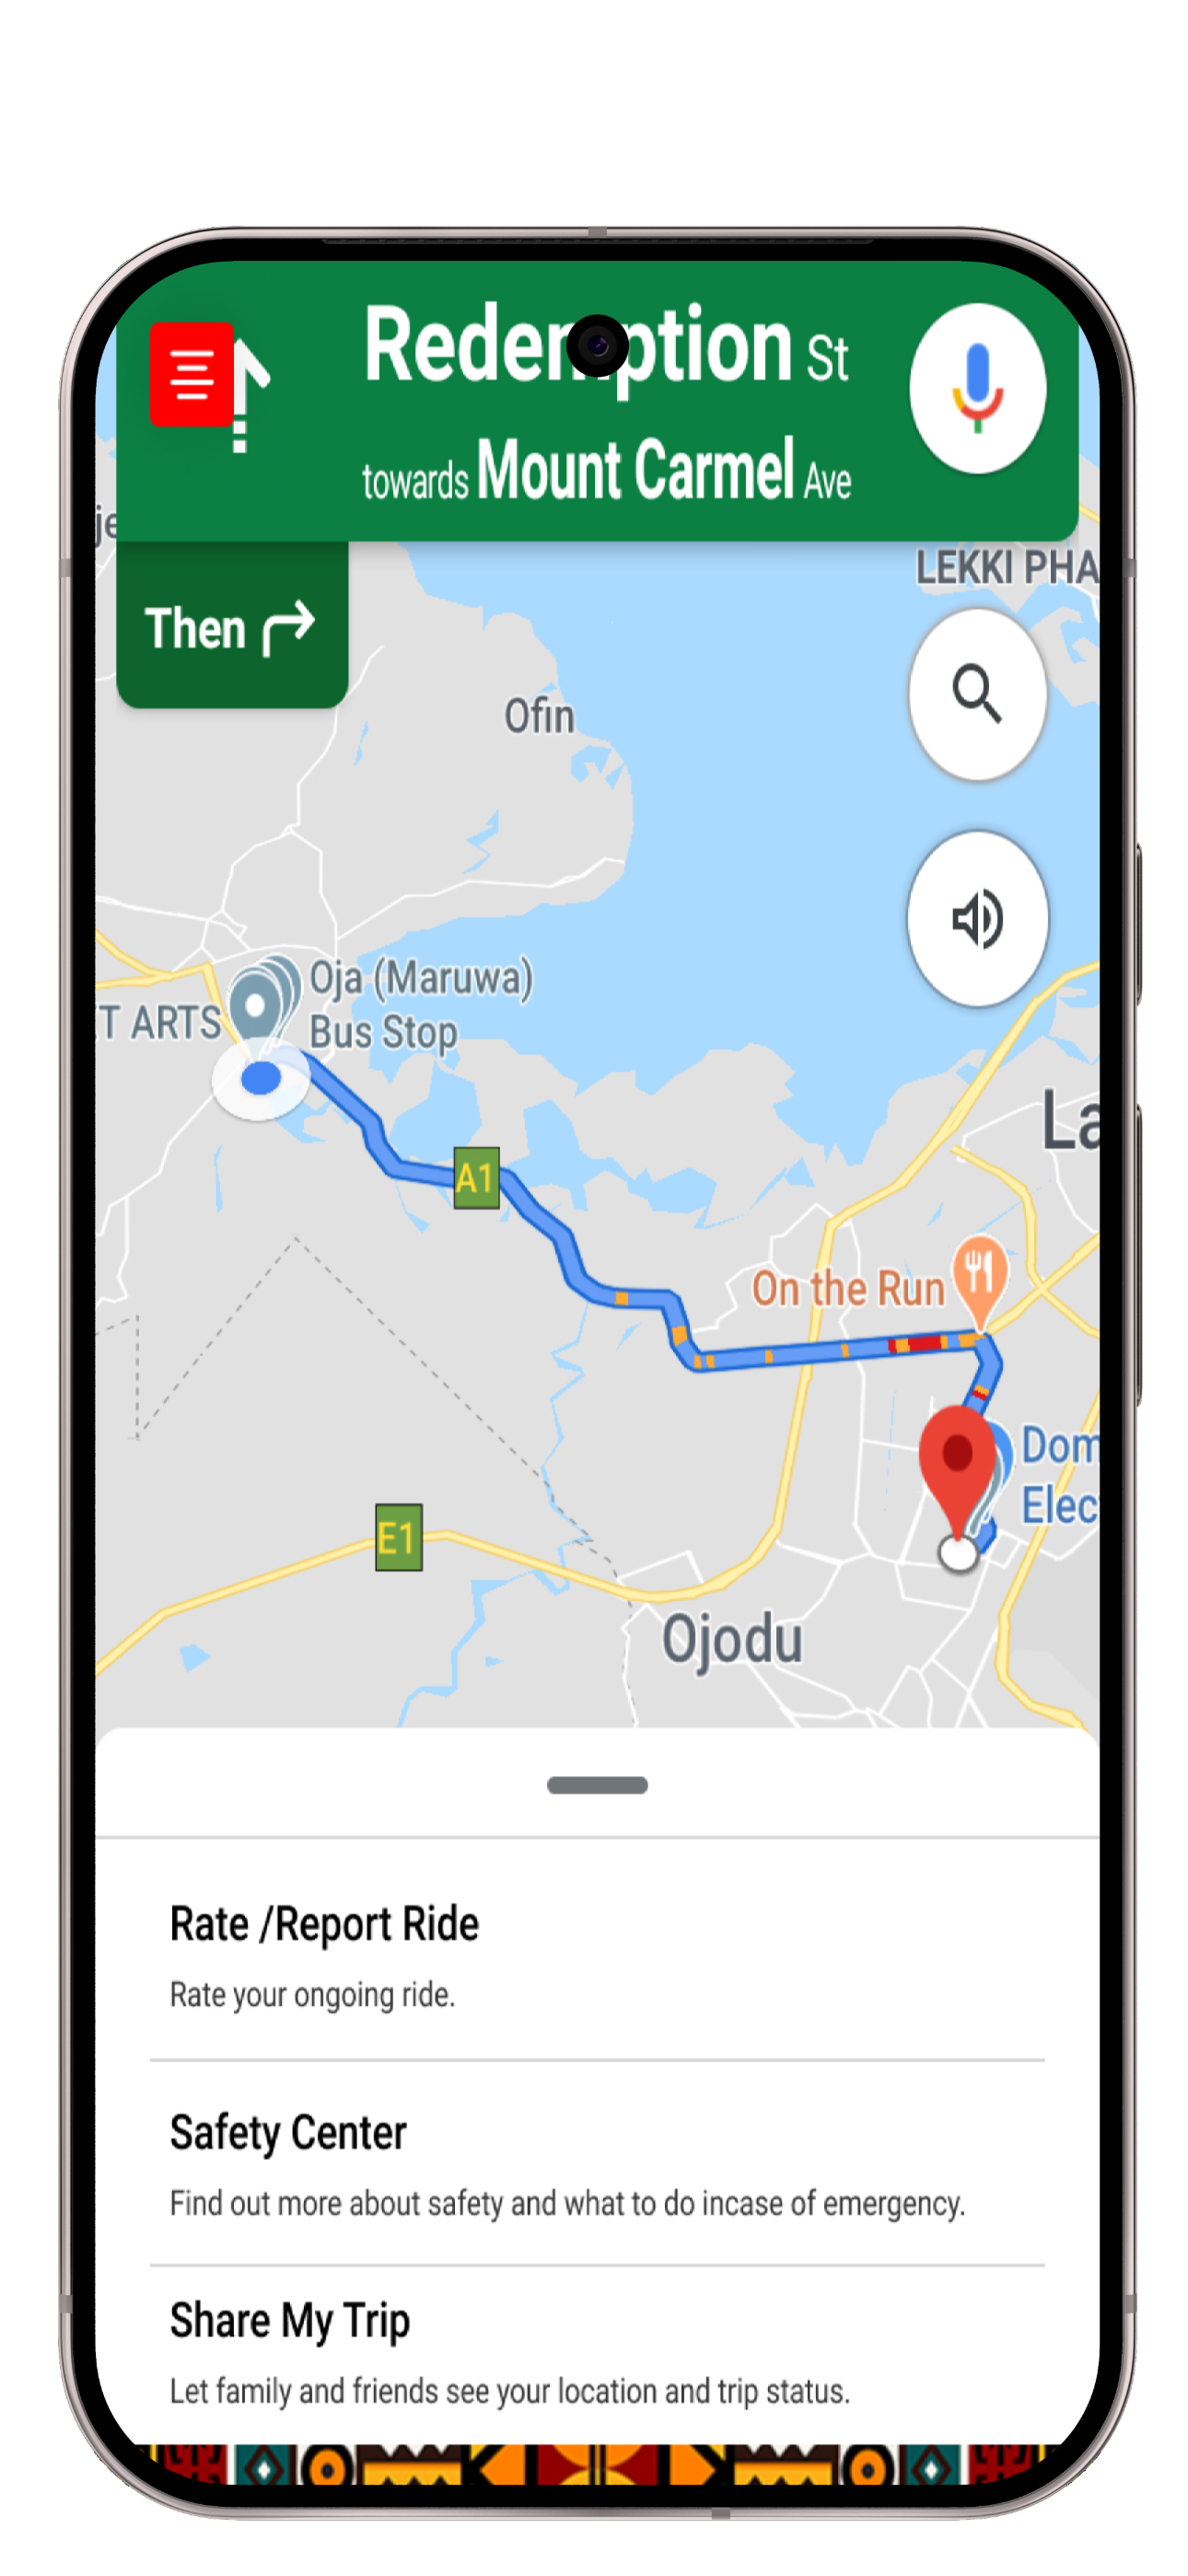 Redemption St
towards Mount Carmel Ave
Then
LEKKI PHA
Ofin
Oja (Maruwa)
Bus Stop
T ARTS
La
A1
On the Run
Dom
Elec
E1
Ojodu
Rate /Report Ride
Rate your ongoing ride.
Safety Center
Find out more about safety and what to do incase of emergency.
Share My Trip
Let family and friends see your location and trip status.